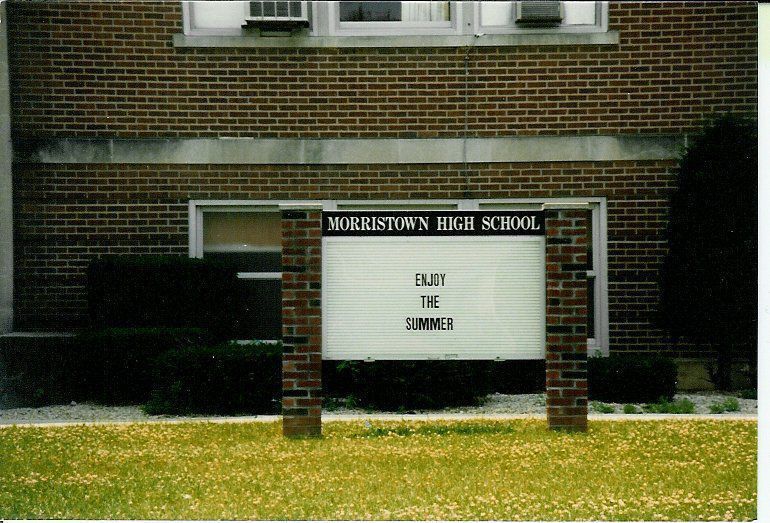 MORRISTOWN HIGH SCHOOL
ENJOY
THE
SUMMER